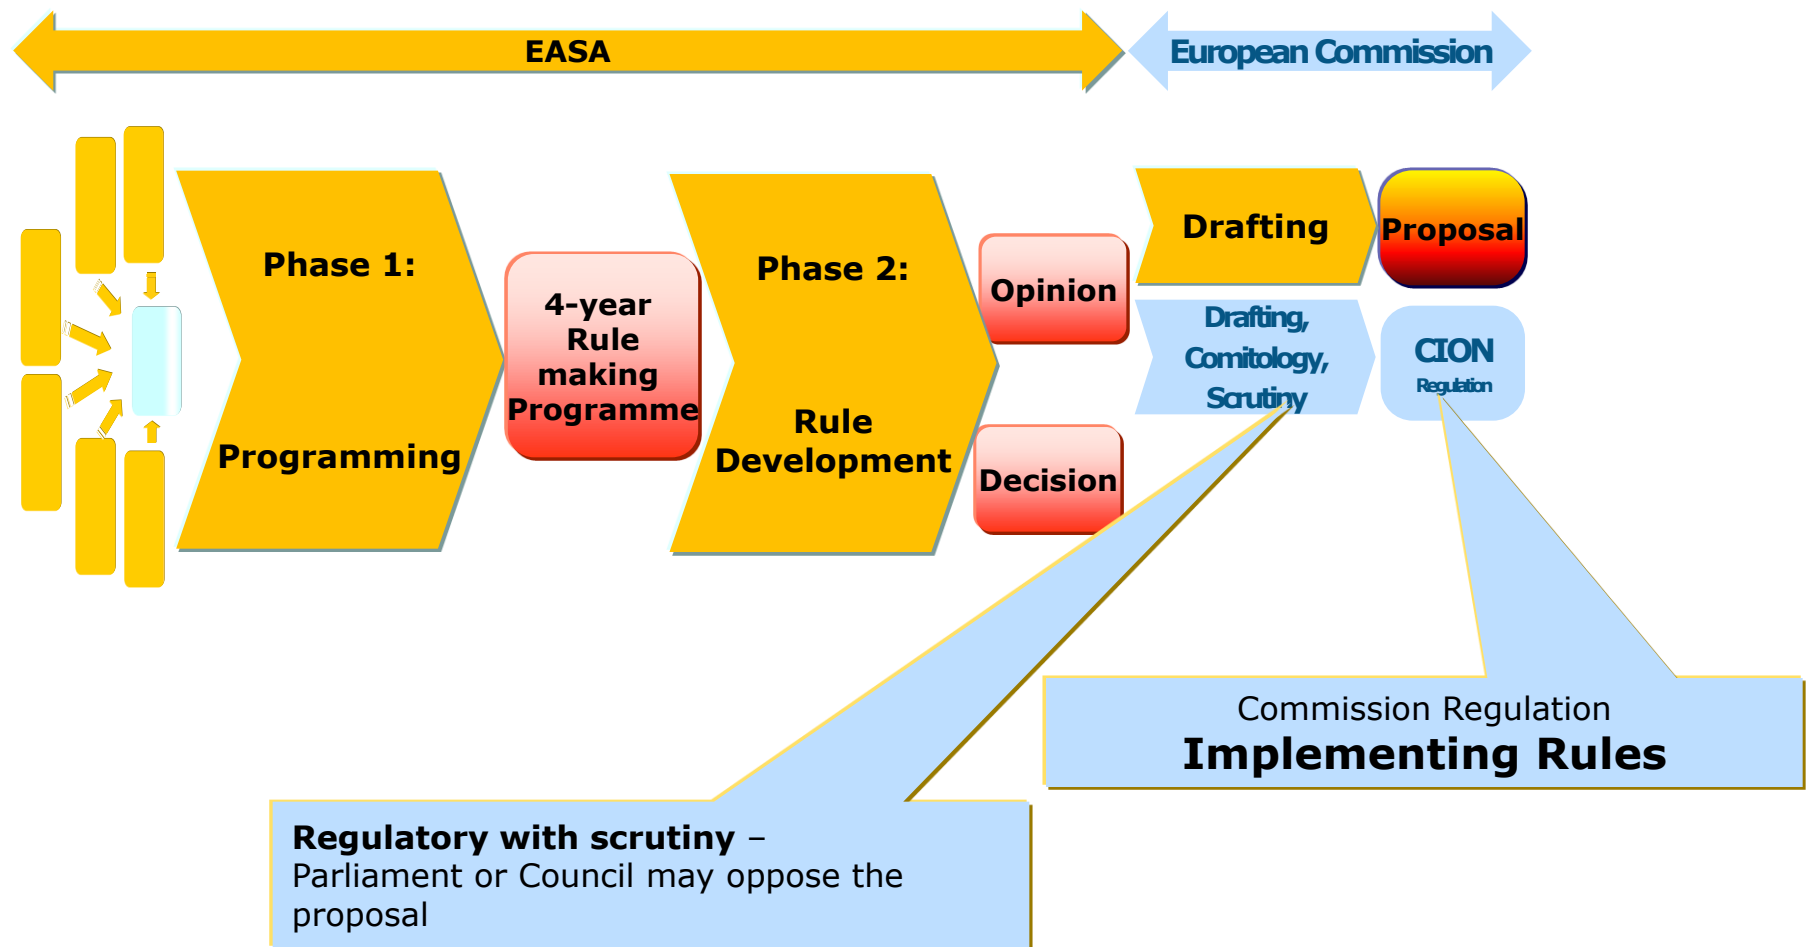 EASA
European Commission
Phase 1:
Programming
4-year
Rule
making
Programme
Phase 2:
Rule
Development
Opinion
Decision
Drafting
Proposal
Drafting,
Comitology,
Scrutiny
CION
Regulation
Commission Regulation
Implementing Rules
Regulatory with scrutiny –
Parliament or Council may oppose the
proposal